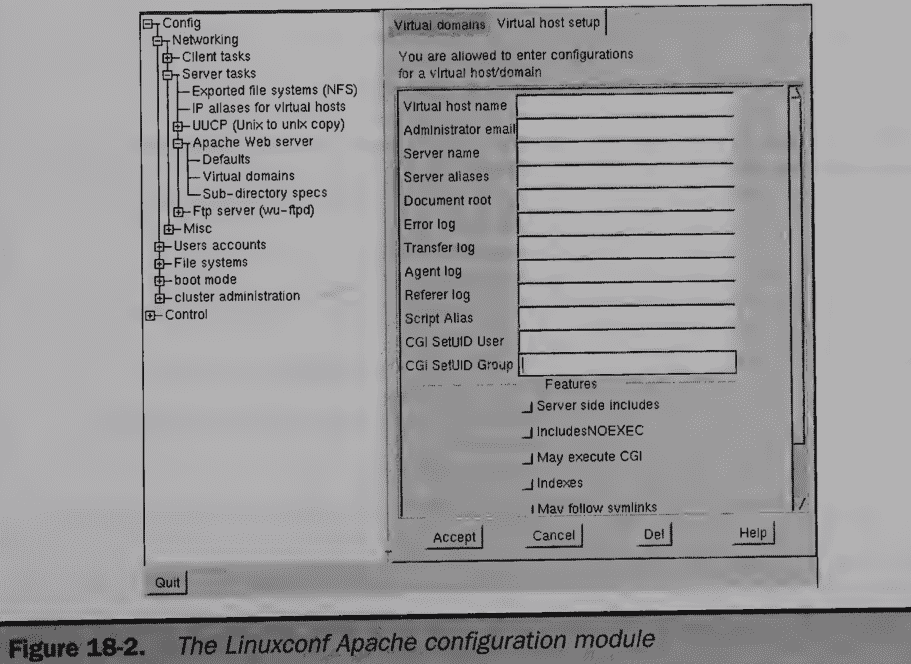 Config
Networking
Client tasks
Server tasks
Exported file systems (NFS)
IP aliases for virtual hosts
UUCP (Unix to unix copy)
Apache Web server
Defaults
Virtual domains
Sub-directory specs
Ftp server (wu-ftpd)
Misc
Users accounts
File systems
boot mode
cluster administration
Control
Quit
Virtual domains Virtual host setup
You are allowed to enter configurations
for a virtual host/domain
Virtual host name
Administrator email
Server name
Server aliases
Document root
Error log
Transfer log
Agent log
Referer log
Script Alias
CGI SetUID User
CGI SetUID Group
Features
Server side includes
IncludesNOEXEC
May execute CGI
Indexes
May follow symlinks
Accept Cancel Del Help
Figure 18-2. The Linuxconf Apache configuration module